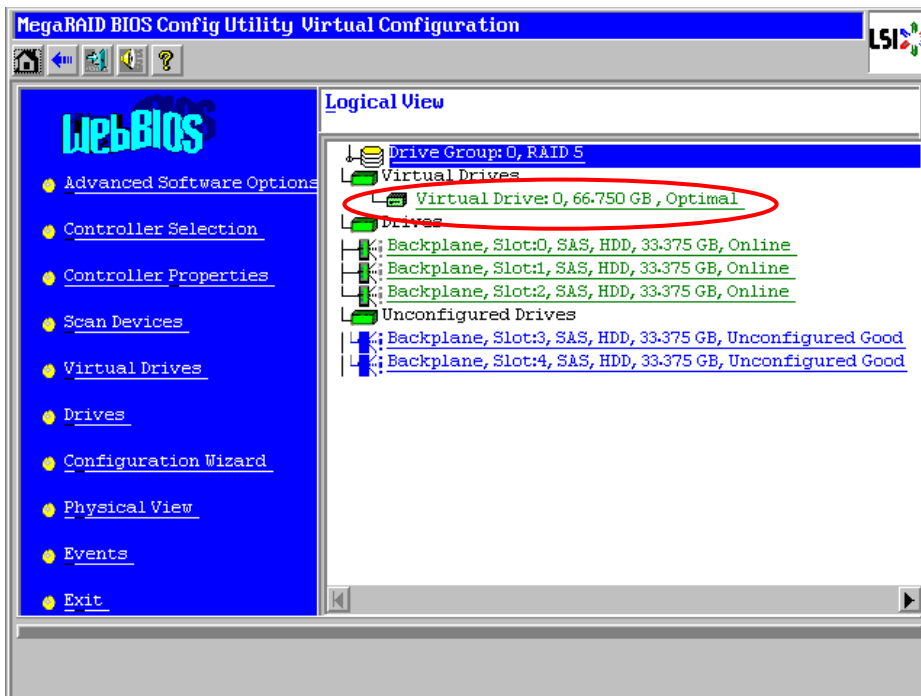 MegaRAID BIOS Config Utility Virtual Configuration
LSI
WebBIOS
Advanced Software Options
Controller Selection
Controller Properties
Scan Devices
Virtual Drives
Drives
Configuration Wizard
Physical View
Events
Exit
Logical View
Drive Group: 0, RAID 5
Virtual Drives
Virtual Drive: 0, 66.750 GB , Optimal
Drives
Backplane, Slot:0, SAS, HDD, 33.375 GB, Online
Backplane, Slot:1, SAS, HDD, 33.375 GB, Online
Backplane, Slot:2, SAS, HDD, 33.375 GB, Online
Unconfigured Drives
Backplane, Slot:3, SAS, HDD, 33.375 GB, Unconfigured Good
Backplane, Slot:4, SAS, HDD, 33.375 GB, Unconfigured Good